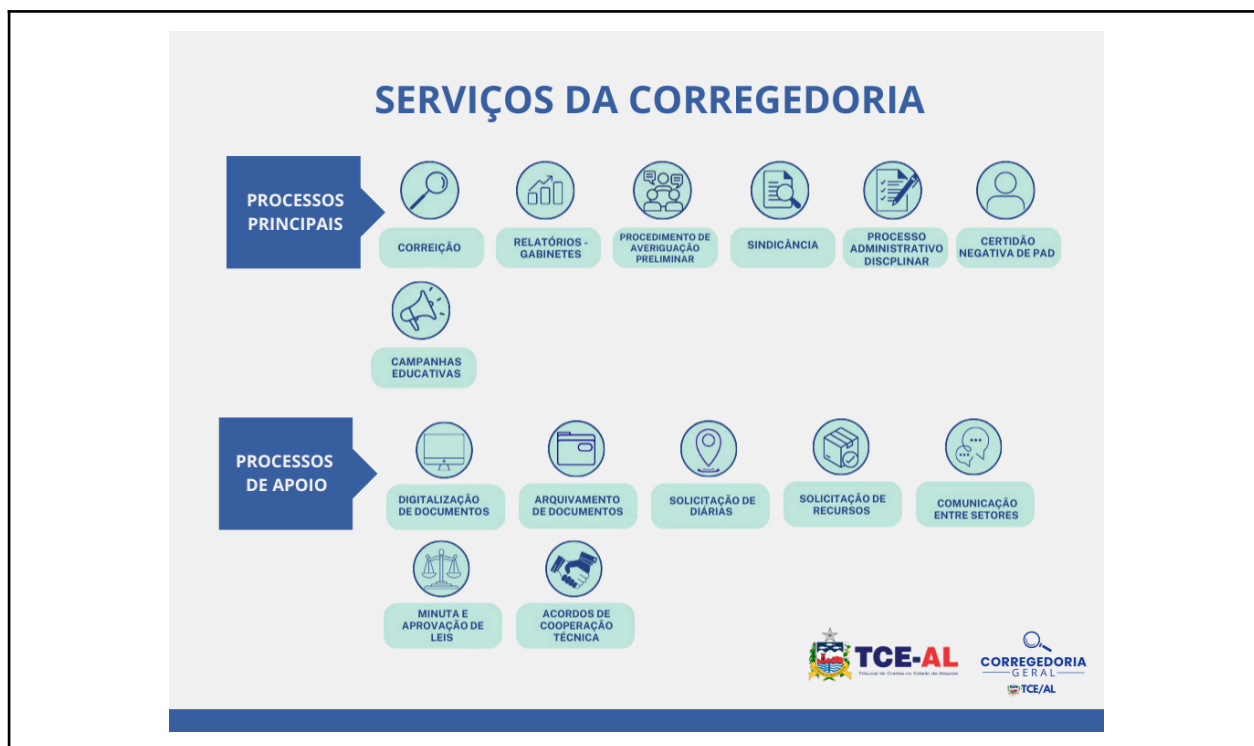 SERVIÇOS DA CORREGEDORIA
PROCESSOS
PRINCIPAIS
CORREIÇÃO
RELATÓRIOS -
GABINETES
PROCEDIMENTO DE
AVERIGUAÇÃO
PRELIMINAR
SINDICÂNCIA
PROCESSO
ADMINISTRATIVO
DISCPLINAR
CERTIDÃO
NEGATIVA DE PAD
CAMPANHAS
EDUCATIVAS
PROCESSOS
DE APOIO
DIGITALIZAÇÃO
DE DOCUMENTOS
ARQUIVAMENTO
DE DOCUMENTOS
SOLICITAÇÃO DE
DIÁRIAS
SOLICITAÇÃO DE
RECURSOS
COMUNICAÇÃO
ENTRE SETORES
MINUTA E
APROVAÇÃO DE
LEIS
ACORDOS DE
COOPERAÇÃO
TÉCNICA
TCE-AL
Tribunal de Contas do Estado de Alagoas
CORREGEDORIA
GERAL
TCE/AL